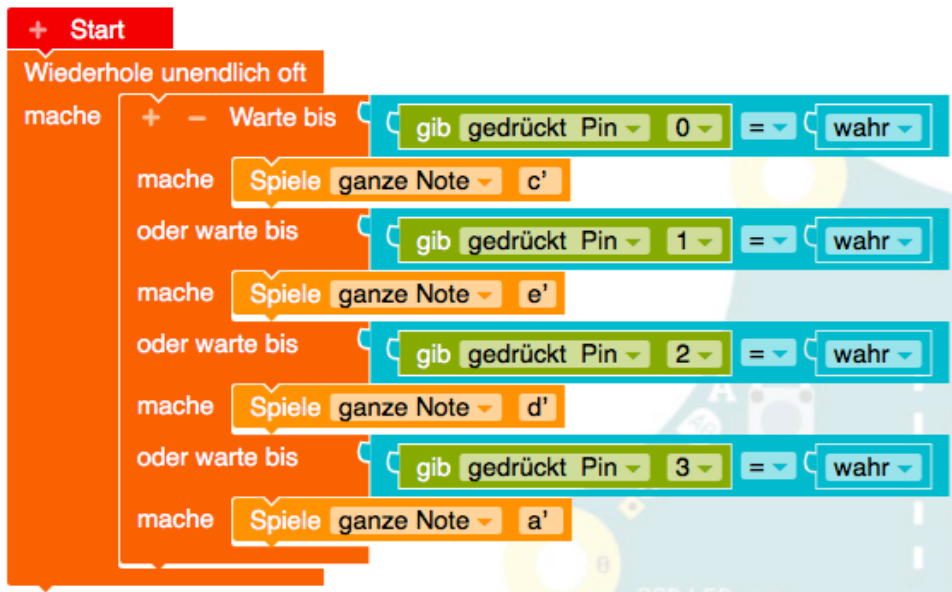 + Start
Wiederhole unendlich oft
mache + − Warte bis gib gedrückt Pin 0 = wahr
mache Spiele ganze Note c’
oder warte bis gib gedrückt Pin 1 = wahr
mache Spiele ganze Note e’
oder warte bis gib gedrückt Pin 2 = wahr
mache Spiele ganze Note d’
oder warte bis gib gedrückt Pin 3 = wahr
mache Spiele ganze Note a’
A
0